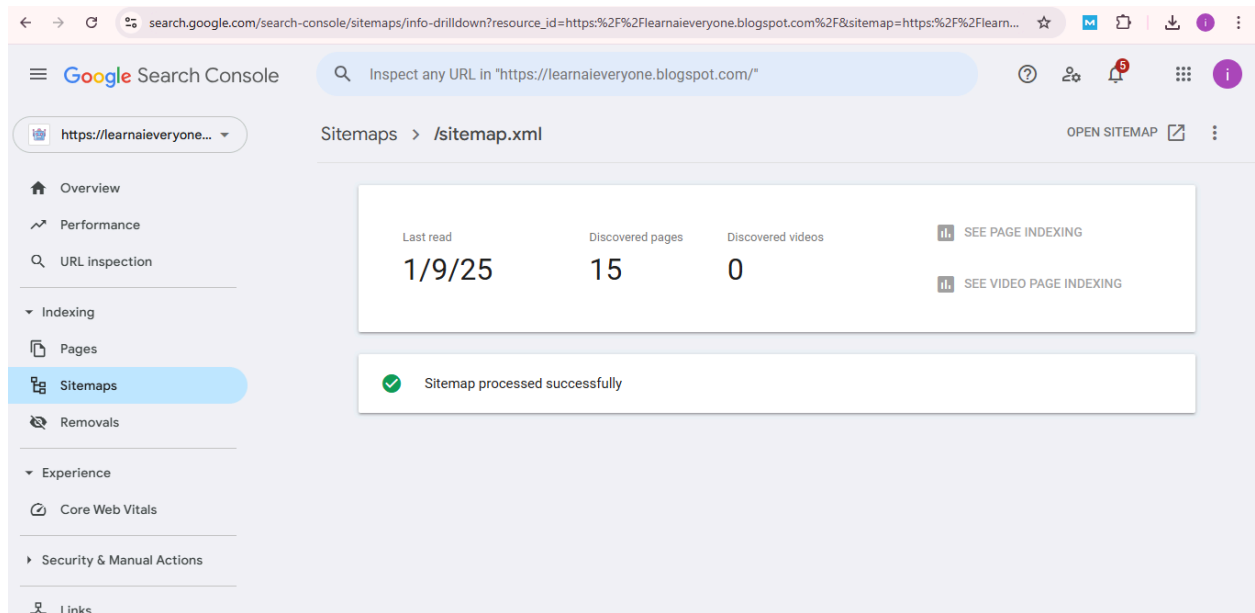 search.google.com/search-console/sitemaps/info-drilldown?resource_id=https:%2F%2Flearnaieveryone.blogspot.com%2F&sitemap=https:%2F%2Flearn...
M
i
Google Search Console
Inspect any URL in "https://learnaieveryone.blogspot.com/"
5
i
https://learnaieveryone...
Sitemaps > /sitemap.xml
OPEN SITEMAP
Overview
Performance
URL inspection
Indexing
Pages
Sitemaps
Removals
Experience
Core Web Vitals
Security & Manual Actions
Links
Last read
Discovered pages
Discovered videos
1/9/25
15
0
SEE PAGE INDEXING
SEE VIDEO PAGE INDEXING
Sitemap processed successfully